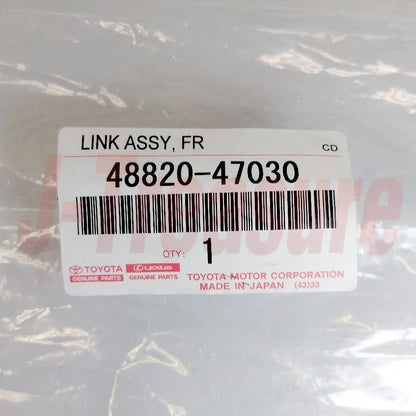 LINK ASSY, FR
CD
48820-47030
QTY: 1
TOYOTA
GENUINE PARTS
LEXUS
GENUINE PARTS
TOYOTA MOTOR CORPORATION
MADE IN JAPAN (43)33
J-Treasure